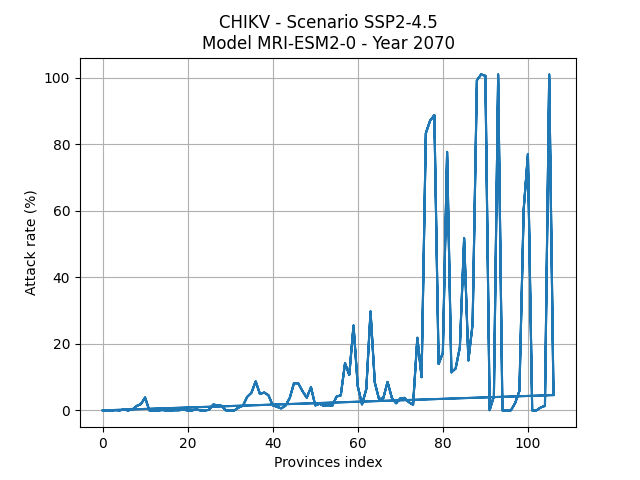 CHIKV - Scenario SSP2-4.5
Model MRI-ESM2-0 - Year 2070
100
80
60
40
20
0
Attack rate (%)
0 20 40 60 80 100
Provinces index